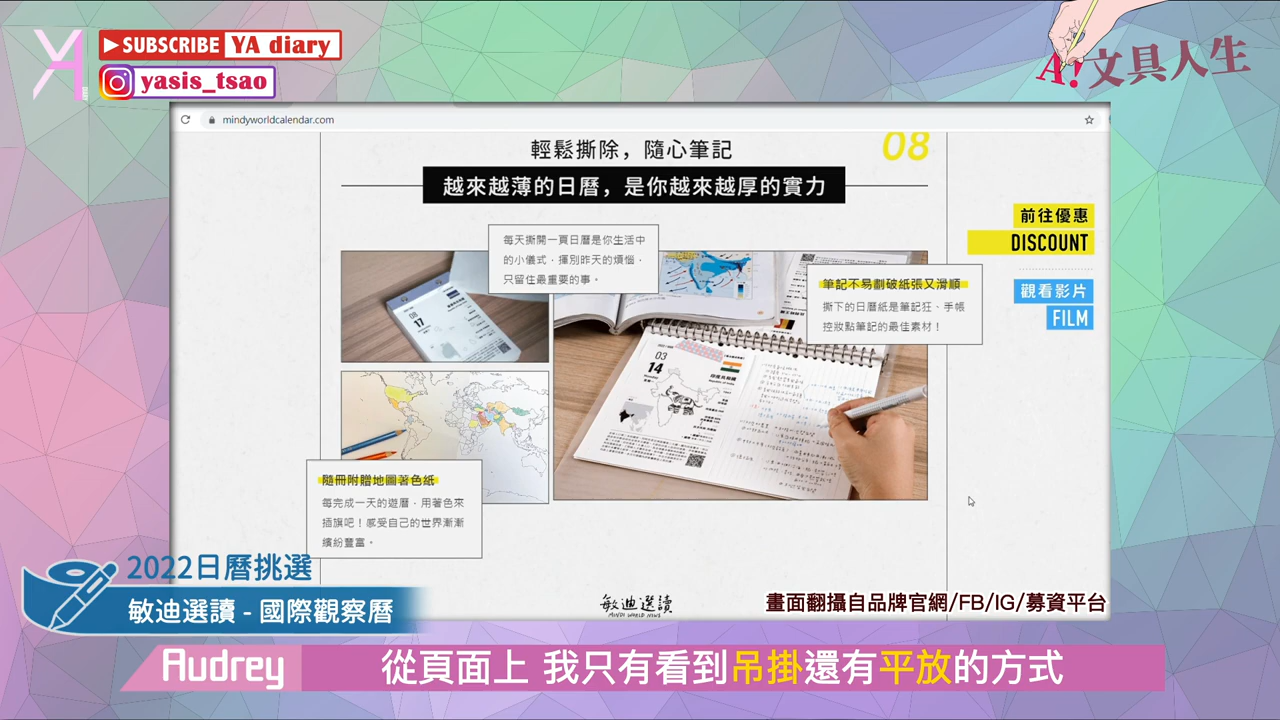 SUBSCRIBE YA diary
yasis_tsao
A!文具人生
mindyworldcalendar.com
輕鬆撕除，隨心筆記
08
越來越薄的日曆，是你越來越厚的實力
前往優惠
DISCOUNT
觀看影片
FILM
每天撕開一頁日曆是你生活中
的小儀式，揮別昨天的煩惱，
只留住最重要的事。
筆記不易劃破紙張又滑順
撕下的日曆紙是筆記狂、手帳
控妝點筆記的最佳素材！
08
17
03
14
隨冊附贈地圖著色紙
每完成一天的遊曆，用著色來
插旗吧！感受自己的世界漸漸
繽紛豐富。
敏迪選讀
MINDI WORLD NEWS
2022日曆挑選
敏迪選讀 - 國際觀察曆
畫面翻攝自品牌官網/FB/IG/募資平台
Audrey
從頁面上 我只有看到吊掛還有平放的方式